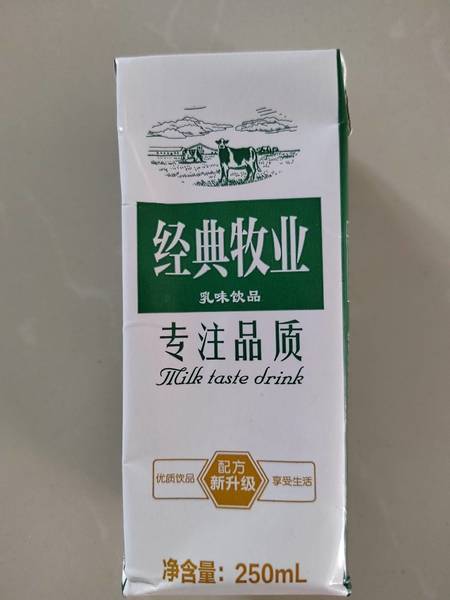 经典牧业
乳味饮品
专注品质
Milk taste drink
优质饮品
配方
新升级
享受生活
净含量：250mL